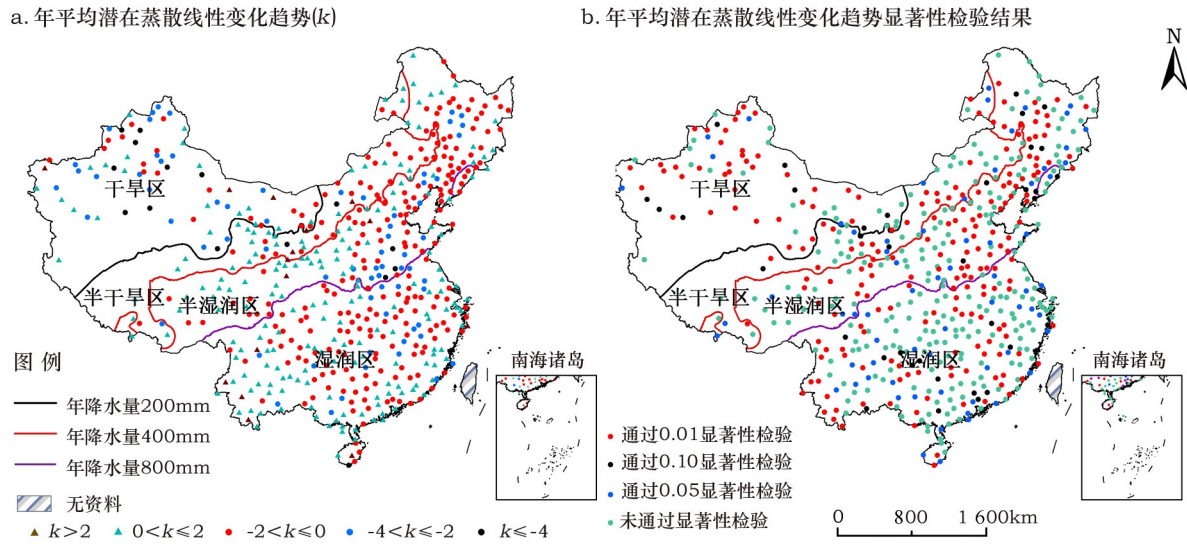 a. 年平均潜在蒸散线性变化趋势(k)
b. 年平均潜在蒸散线性变化趋势显著性检验结果
N
干旱区
半干旱区
半湿润区
湿润区
干旱区
半干旱区
半湿润区
湿润区
图 例
年降水量200mm
年降水量400mm
年降水量800mm
无资料
k>2
0<k≤2
-2<k≤0
-4<k≤-2
k≤-4
南海诸岛
南海诸岛
通过0.01显著性检验
通过0.10显著性检验
通过0.05显著性检验
未通过显著性检验
0 800 1 600km